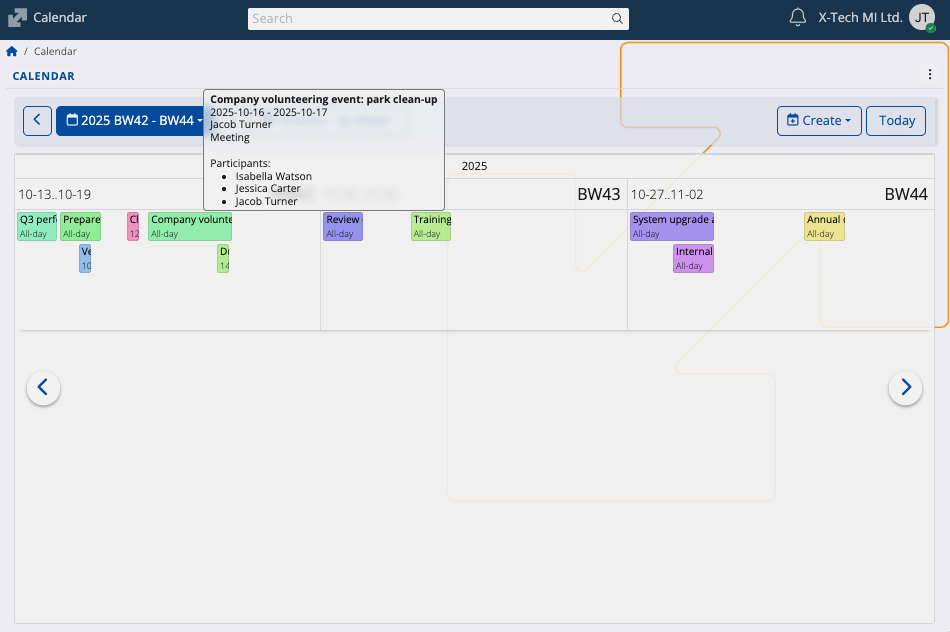 Calendar
Search
X-Tech MI Ltd.
JT
/ Calendar
CALENDAR
2025 BW42 - BW44
Create
Today
Company volunteering event: park clean-up
2025-10-16 - 2025-10-17
Jacob Turner
Meeting
Participants:
Isabella Watson
Jessica Carter
Jacob Turner
2025
10-13..10-19
BW43
10-27..11-02
BW44
Q3 perf
All-day
Prepare
All-day
Cl
12
Company volunte
All-day
Review
All-day
Training
All-day
System upgrade a
All-day
Annual
All-day
Ve
10
Di
14
Internal
All-day